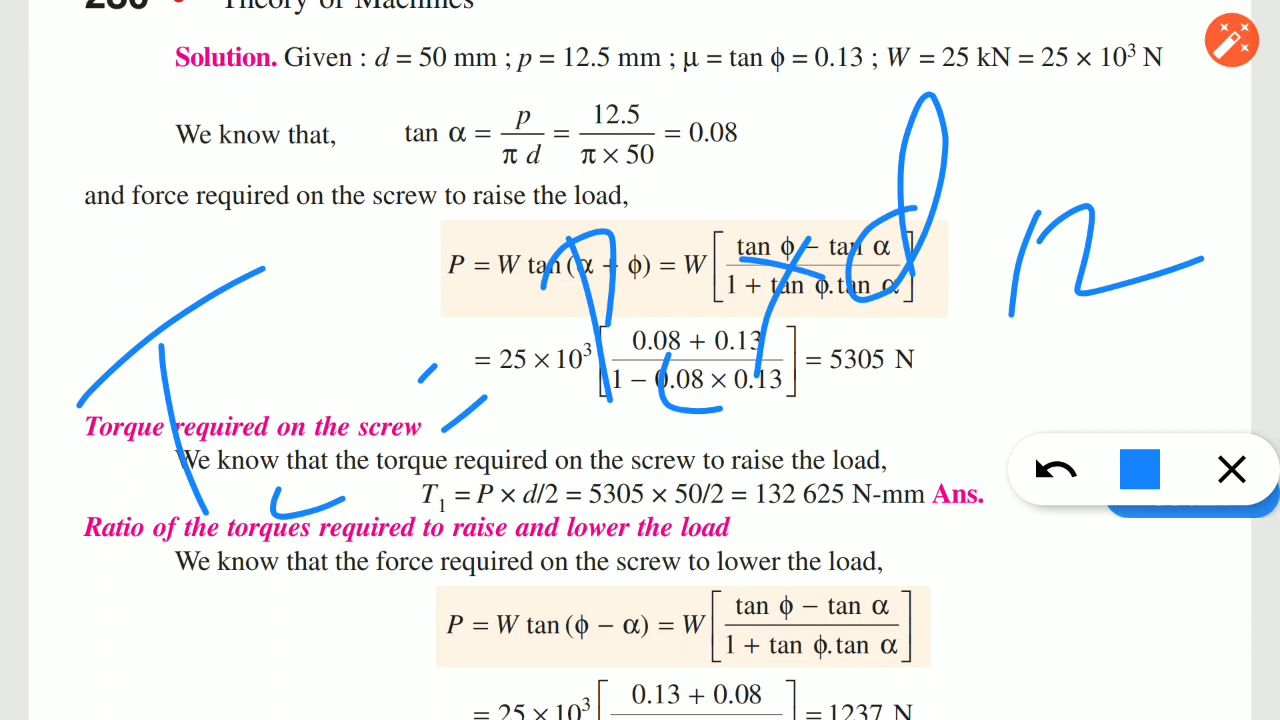 Theory of Machines
Solution. Given : d = 50 mm ; p = 12.5 mm ; μ = tan ϕ = 0.13 ; W = 25 kN = 25 × 10³ N
We know that, tan α = p / π d = 12.5 / π × 50 = 0.08
and force required on the screw to raise the load,
P = W tan (α + ϕ) = W [ tan ϕ − tan α / 1 + tan ϕ.tan α ]
= 25 × 10³ [ 0.08 + 0.13 / 1 − 0.08 × 0.13 ] = 5305 N
Torque required on the screw
We know that the torque required on the screw to raise the load,
T₁ = P × d/2 = 5305 × 50/2 = 132 625 N-mm Ans.
Ratio of the torques required to raise and lower the load
We know that the force required on the screw to lower the load,
P = W tan (ϕ − α) = W [ tan ϕ − tan α / 1 + tan ϕ.tan α ]
= 25 × 10³ [ 0.13 + 0.08 = 1237 N